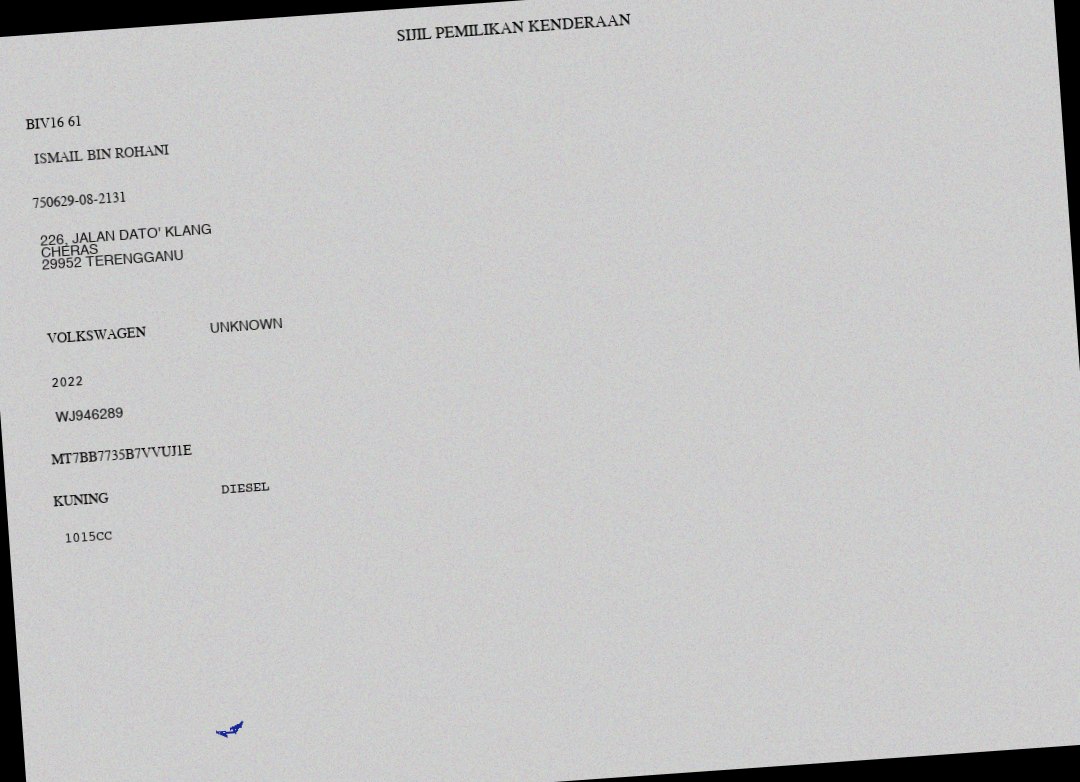 SIJIL PEMILIKAN KENDERAAN
BIV16 61
ISMAIL BIN ROHANI
750629-08-2131
226, JALAN DATO' KLANG
CHERAS
29952 TERENGGANU
VOLKSWAGEN UNKNOWN
2022
WJ946289
MT7BB7735B7VVUJ1E
KUNING DIESEL
1015CC